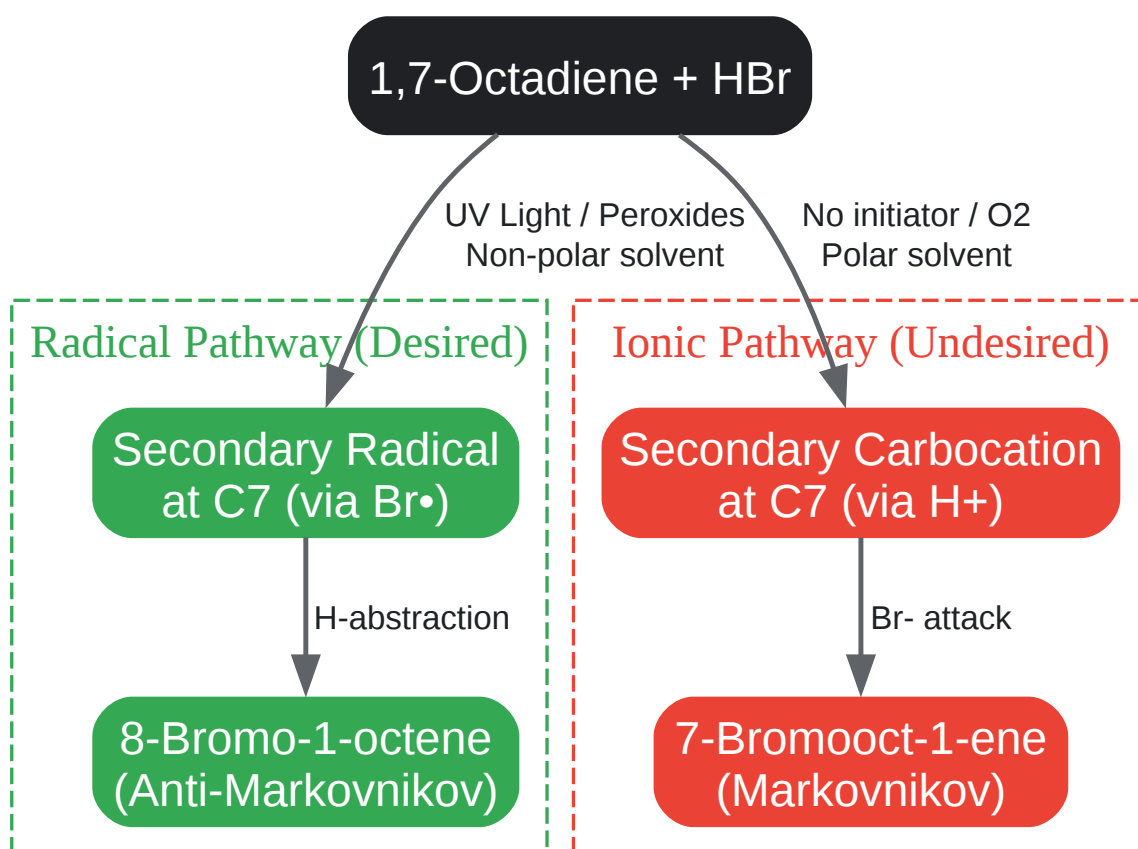 1,7-Octadiene + HBr
UV Light / Peroxides
Non-polar solvent
No initiator / O2
Polar solvent
Radical Pathway (Desired)
Secondary Radical
at C7 (via Br•)
H-abstraction
8-Bromo-1-octene
(Anti-Markovnikov)
Ionic Pathway (Undesired)
Secondary Carbocation
at C7 (via H+)
Br- attack
7-Bromooct-1-ene
(Markovnikov)